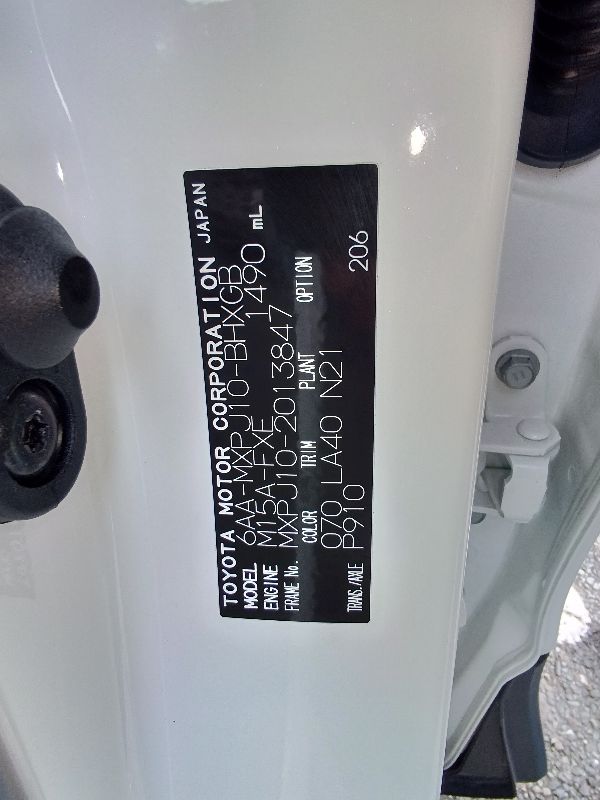 TOYOTA MOTOR CORPORATION JAPAN
MODEL 6AA-MXPJ10-BHXGB
ENGINE M15A-FXE 1490 mL
FRAME No. MXPJ10-2013847
COLOR TRIM PLANT OPTION
070 LA40 N21
TRANS./AXLE P910 206